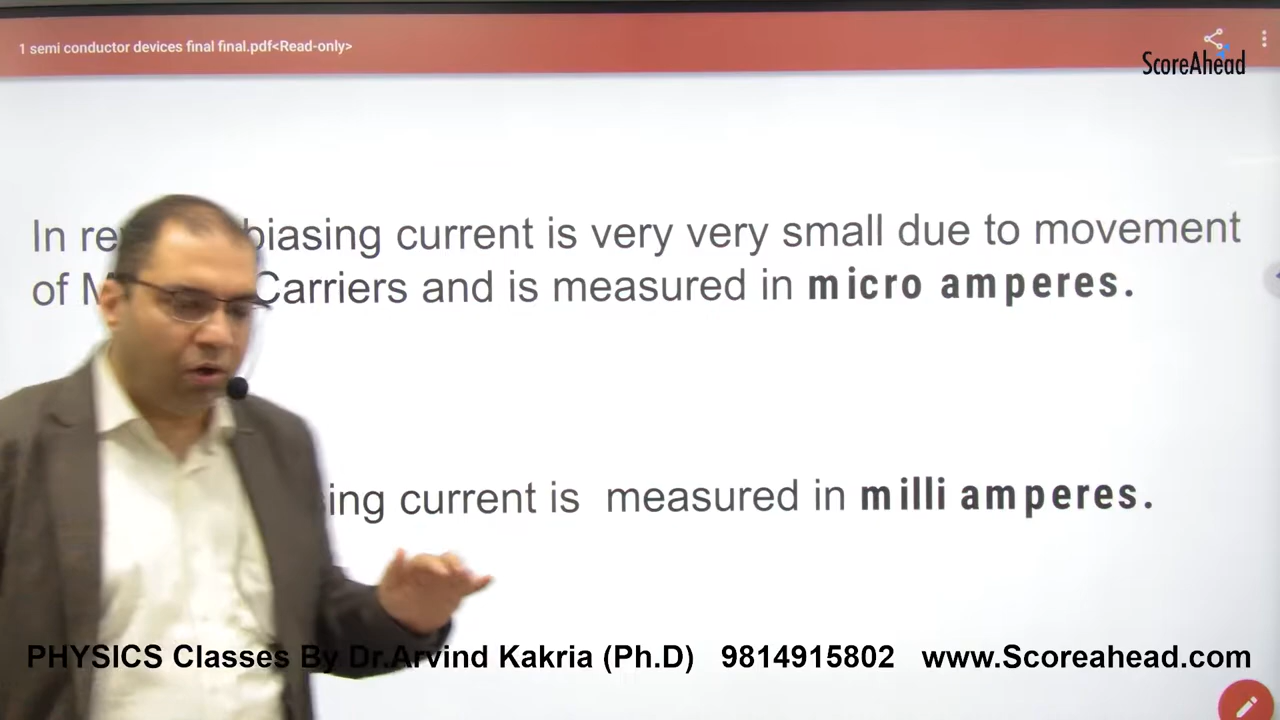 1 semi conductor devices final final.pdf<Read-only>
ScoreAhead
In biasing current is very very small due to movement
of Carriers and is measured in micro amperes.
current is measured in milli amperes.
PHYSICS Classes By Dr.Arvind Kakria (Ph.D) 9814915802 www.Scoreahead.com